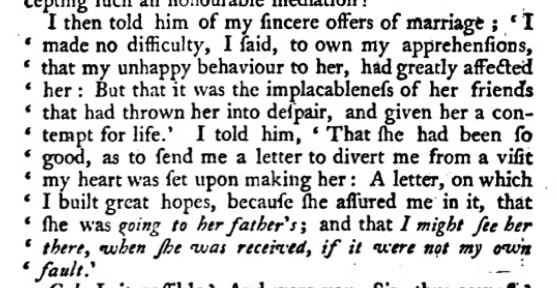 I then told him of my ſincere offers of marriage ; ‘ I
‘ made no difficulty, I ſaid, to own my apprehenſions,
‘ that my unhappy behaviour to her, had greatly affected
‘ her : But that it was the implacableneſs of her friends
‘ that had thrown her into deſpair, and given her a con-
‘ tempt for life.’ I told him, ‘ That ſhe had been ſo
‘ good, as to ſend me a letter to divert me from a viſit
‘ my heart was ſet upon making her : A letter, on which
‘ I built great hopes, becauſe ſhe aſſured me in it, that
‘ ſhe was going to her father's ; and that I might ſee her
‘ there, when ſhe was received, if it were not my own
‘ fault.’